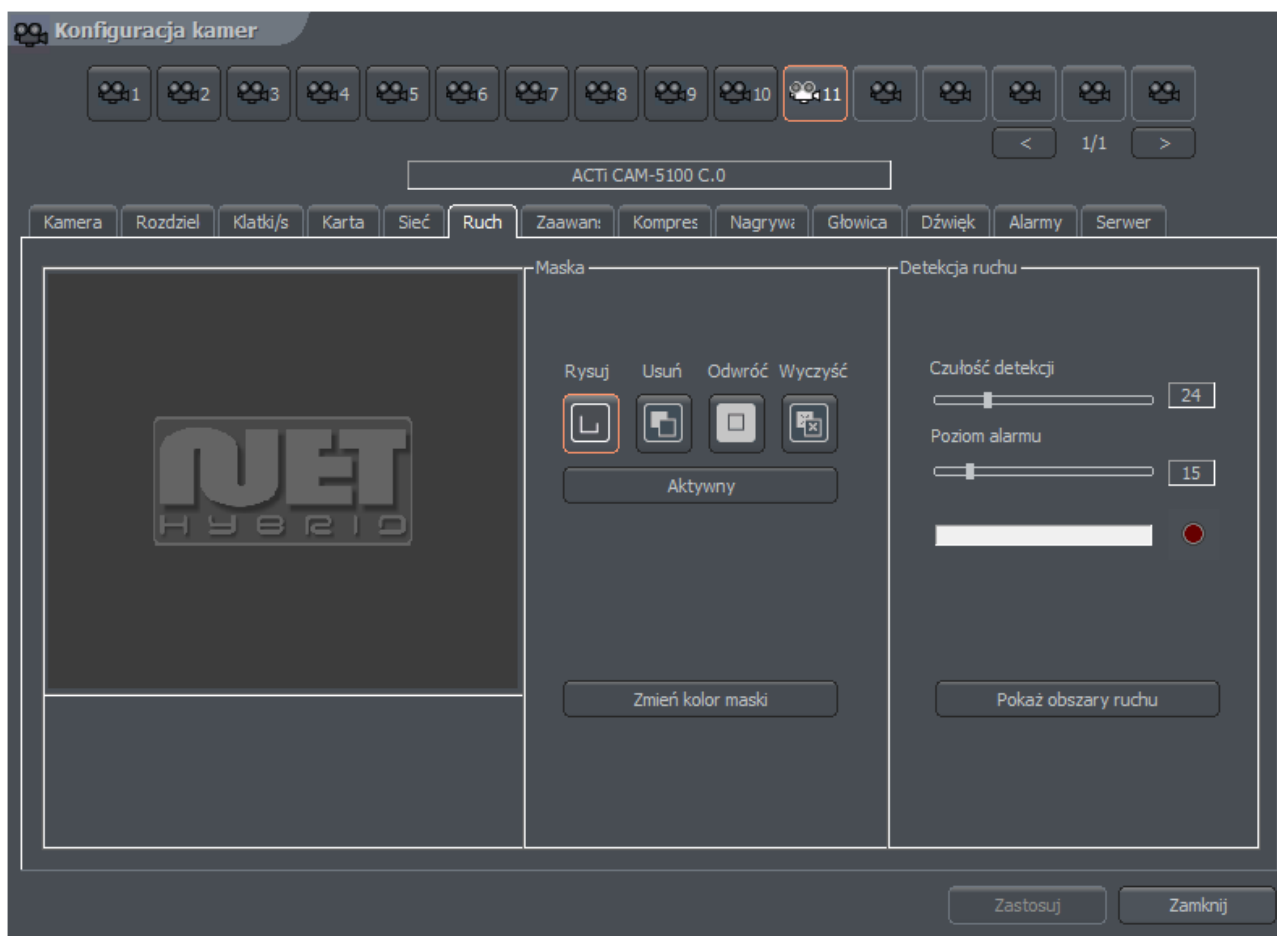 Konfiguracja kamer
1 2 3 4 5 6 7 8 9 10 11
< 1/1 >
ACTi CAM-5100 C.0
Kamera Rozdziel Klatki/s Karta Sieć Ruch Zaawan: Kompres Nagrywa Głowica Dźwięk Alarmy Serwer
Maska
Detekcja ruchu
NET
HYBRID
Rysuj Usuń Odwróć Wyczyść
Aktywny
Zmień kolor maski
Czułość detekcji
24
Poziom alarmu
15
Pokaż obszary ruchu
Zastosuj Zamknij